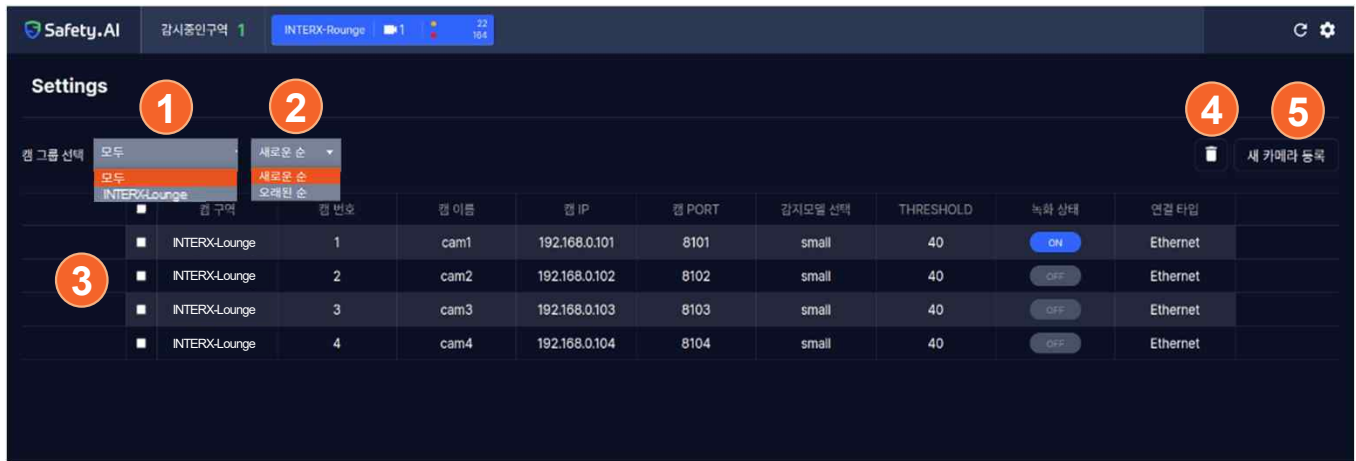 Safety.AI 감시중인구역 1 INTERX-Rounge 1 22
164
Settings
1 2 4 5
캠 그룹 선택 모두 새로운 순 새 카메라 등록
모두 새로운 순
INTERX-Lounge 오래된 순
캠 구역 캠 번호 캠 이름 캠 IP 캠 PORT 감지모델 선택 THRESHOLD 녹화 상태 연결 타입
INTERX-Lounge 1 cam1 192.168.0.101 8101 small 40 ON Ethernet
3
INTERX-Lounge 2 cam2 192.168.0.102 8102 small 40 OFF Ethernet
INTERX-Lounge 3 cam3 192.168.0.103 8103 small 40 OFF Ethernet
INTERX-Lounge 4 cam4 192.168.0.104 8104 small 40 OFF Ethernet